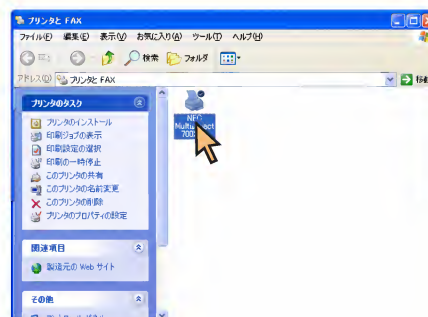 プリンタと FAX
ファイル(F) 編集(E) 表示(V) お気に入り(A) ツール(T) ヘルプ(H)
検索 フォルダ
アドレス(D) プリンタと FAX 移動
プリンタのタスク
プリンタのインストール
印刷ジョブの表示
印刷設定の選択
印刷の一時停止
このプリンタの共有
このプリンタの名前変更
このプリンタの削除
プリンタのプロパティの設定
関連項目
製造元の Web サイト
その他
NEC